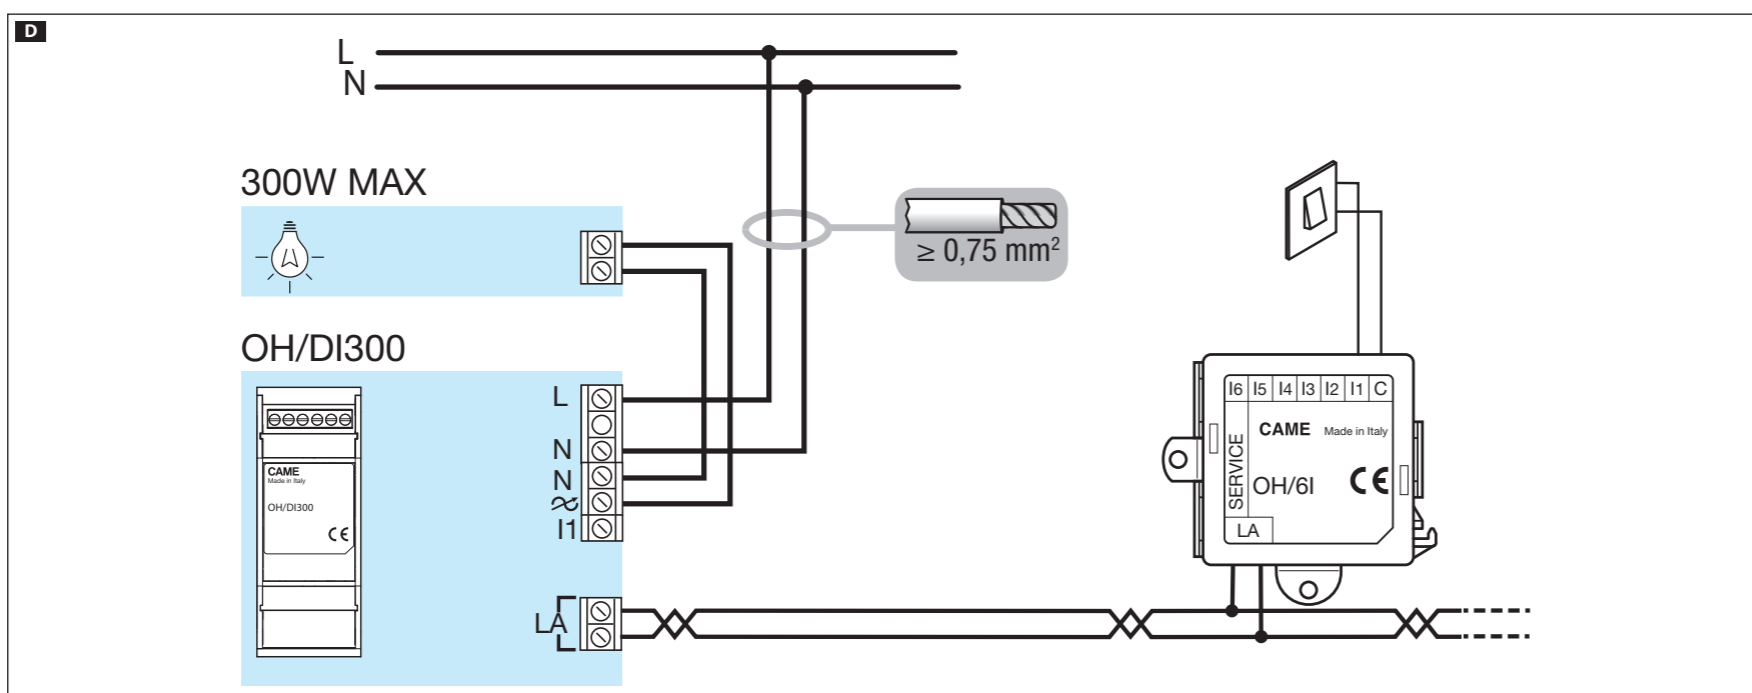 D
L
N
300W MAX
≥ 0,75 mm²
OH/DI300
L
N
N
I1
LA
CAME
Made in Italy
OH/DI300
CE
I6 I5 I4 I3 I2 I1 C
CAME Made in Italy
SERVICE
OH/6I CE
LA